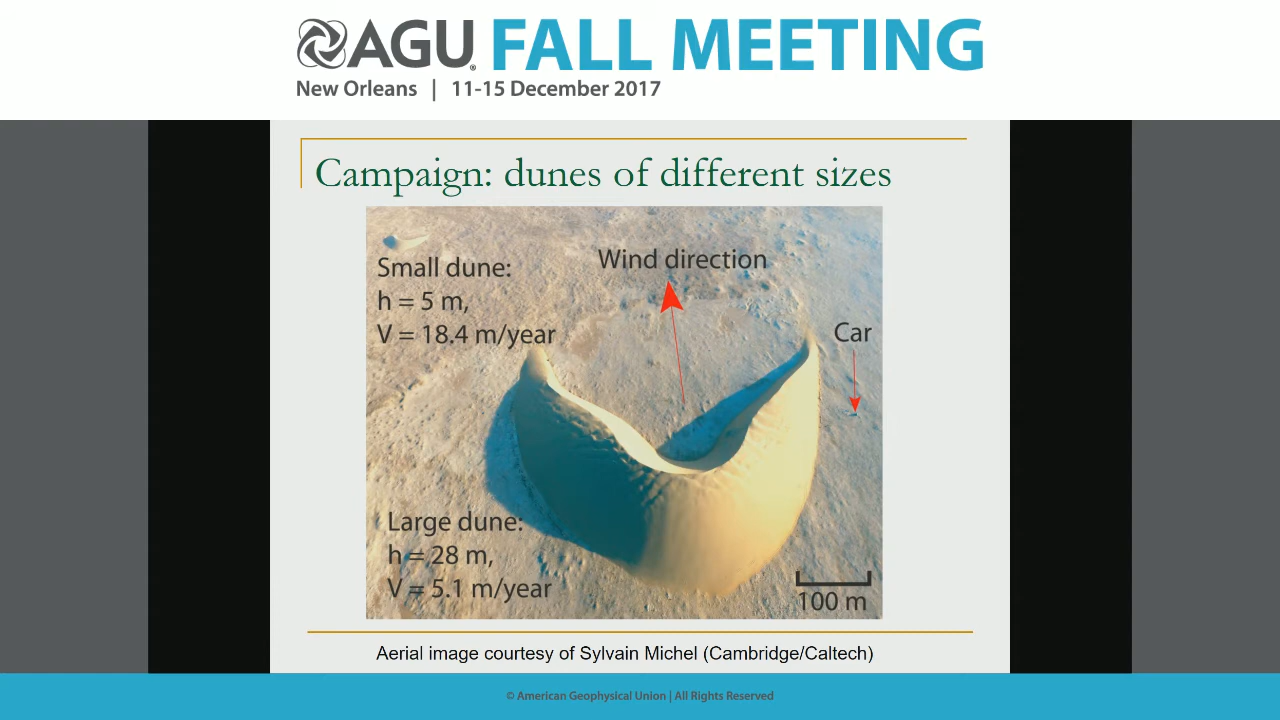 AGU FALL MEETING
New Orleans | 11-15 December 2017
Campaign: dunes of different sizes
Small dune:
h = 5 m,
V = 18.4 m/year
Wind direction
Car
Large dune:
h = 28 m,
V = 5.1 m/year
100 m
Aerial image courtesy of Sylvain Michel (Cambridge/Caltech)
© American Geophysical Union | All Rights Reserved